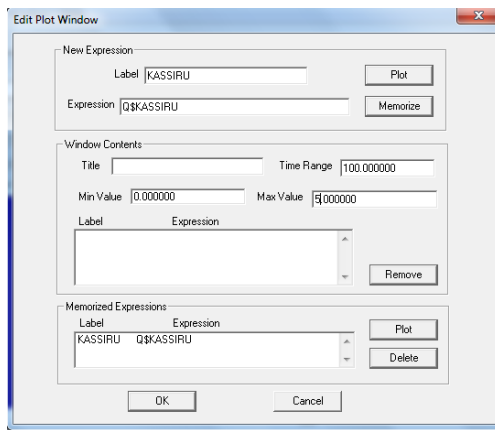 Edit Plot Window
New Expression
Label KASSIRU Plot
Expression Q$KASSIRU Memorize
Window Contents
Title Time Range 100.000000
Min Value 0.000000 Max Value 5.000000
Label Expression
Remove
Memorized Expressions
Label Expression
KASSIRU Q$KASSIRU Plot
Delete
OK Cancel